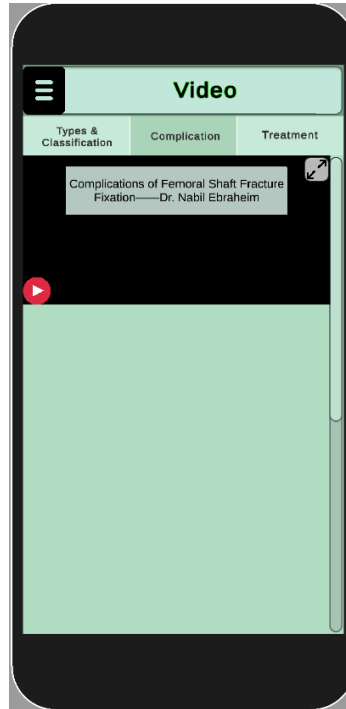 Video
Types &
Classification
Complication
Treatment
Complications of Femoral Shaft Fracture
Fixation——Dr. Nabil Ebraheim